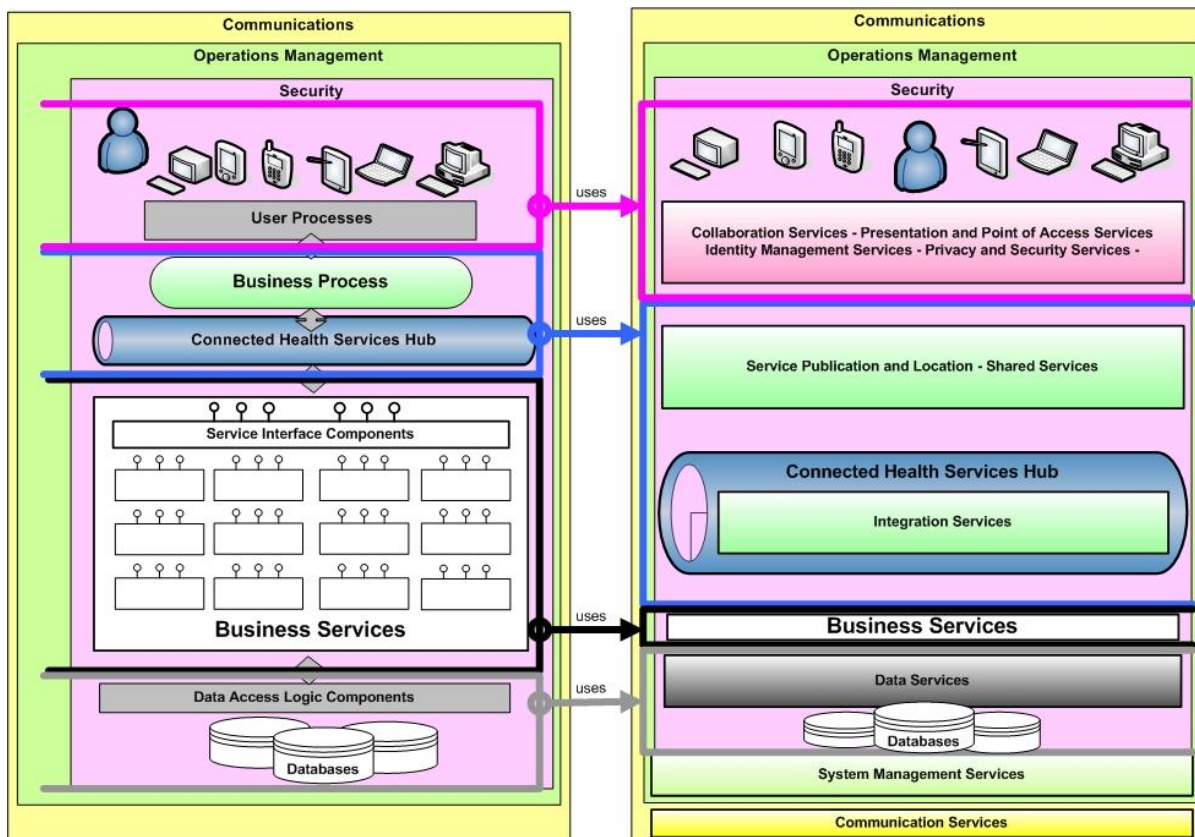 Communications
Operations Management
Security
User Processes
Business Process
Connected Health Services Hub
Service Interface Components
Business Services
Data Access Logic Components
Databases
uses
uses
uses
uses
Communications
Operations Management
Security
Collaboration Services - Presentation and Point of Access Services
Identity Management Services - Privacy and Security Services -
Service Publication and Location - Shared Services
Connected Health Services Hub
Integration Services
Business Services
Data Services
Databases
System Management Services
Communication Services